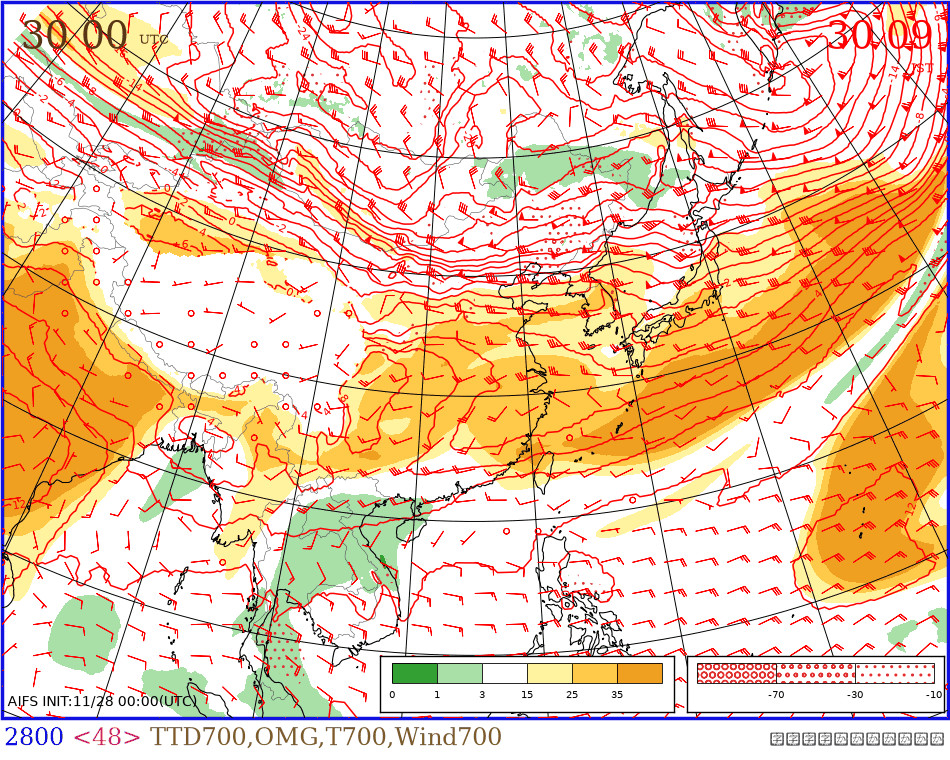 30 00 UTC
30 09 JST
0 1 3 15 25 35
-70 -30 -10
AIFS INIT:11/28 00:00(UTC)
2800 <48> TTD700,OMG,T700,Wind700